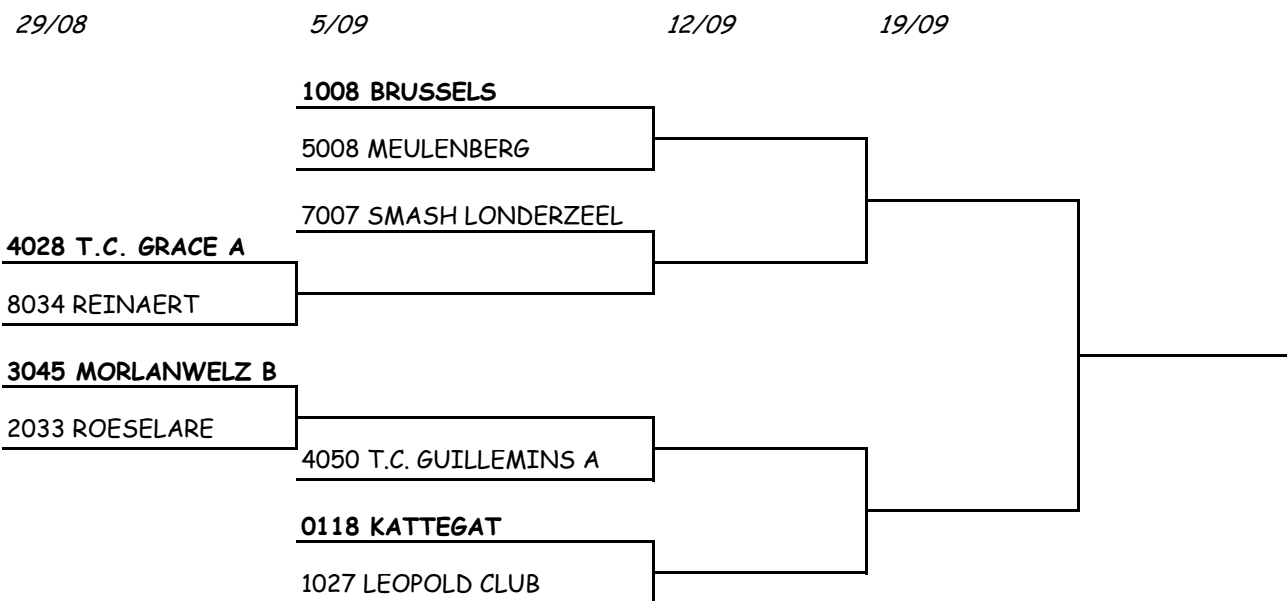 29/08 5/09 12/09 19/09
1008 BRUSSELS
5008 MEULENBERG
7007 SMASH LONDERZEEL
4028 T.C. GRACE A
8034 REINAERT
3045 MORLANWELZ B
2033 ROESELARE
4050 T.C. GUILLEMINS A
0118 KATTEGAT
1027 LEOPOLD CLUB